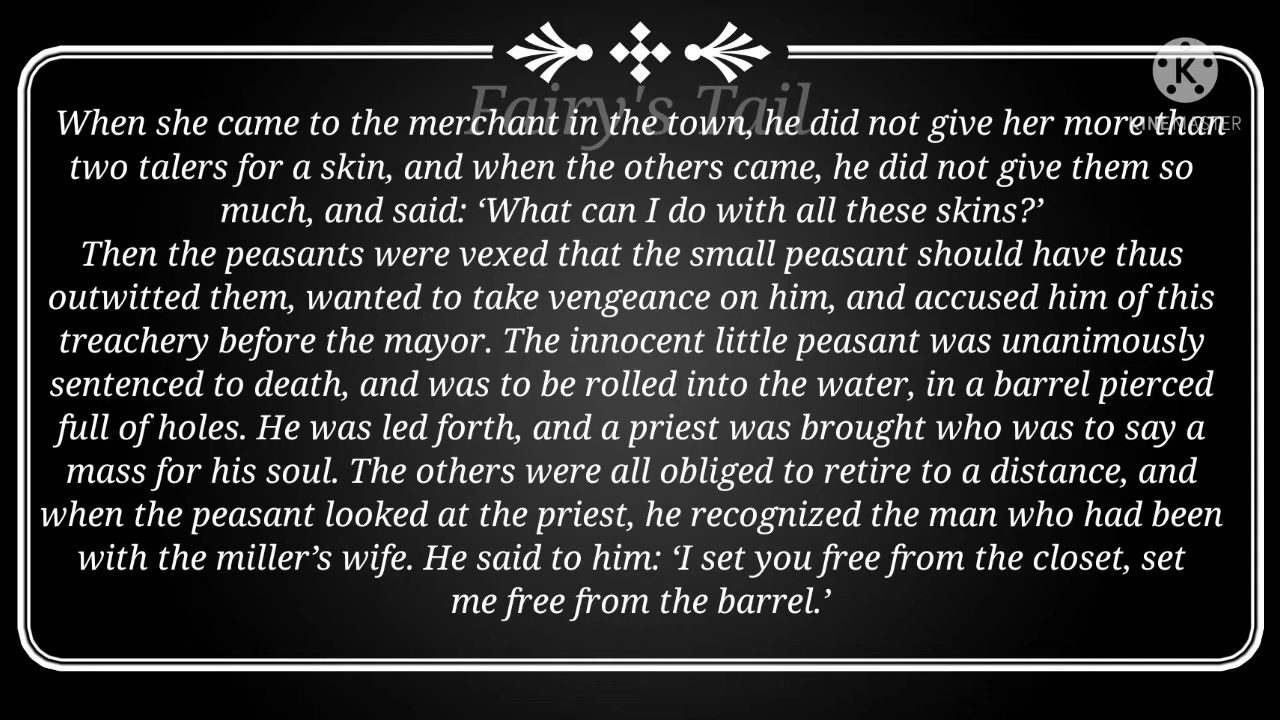 Fairy's Tail
K
KINEMASTER
When she came to the merchant in the town, he did not give her more than
two talers for a skin, and when the others came, he did not give them so
much, and said: ‘What can I do with all these skins?’
Then the peasants were vexed that the small peasant should have thus
outwitted them, wanted to take vengeance on him, and accused him of this
treachery before the mayor. The innocent little peasant was unanimously
sentenced to death, and was to be rolled into the water, in a barrel pierced
full of holes. He was led forth, and a priest was brought who was to say a
mass for his soul. The others were all obliged to retire to a distance, and
when the peasant looked at the priest, he recognized the man who had been
with the miller’s wife. He said to him: ‘I set you free from the closet, set
me free from the barrel.’